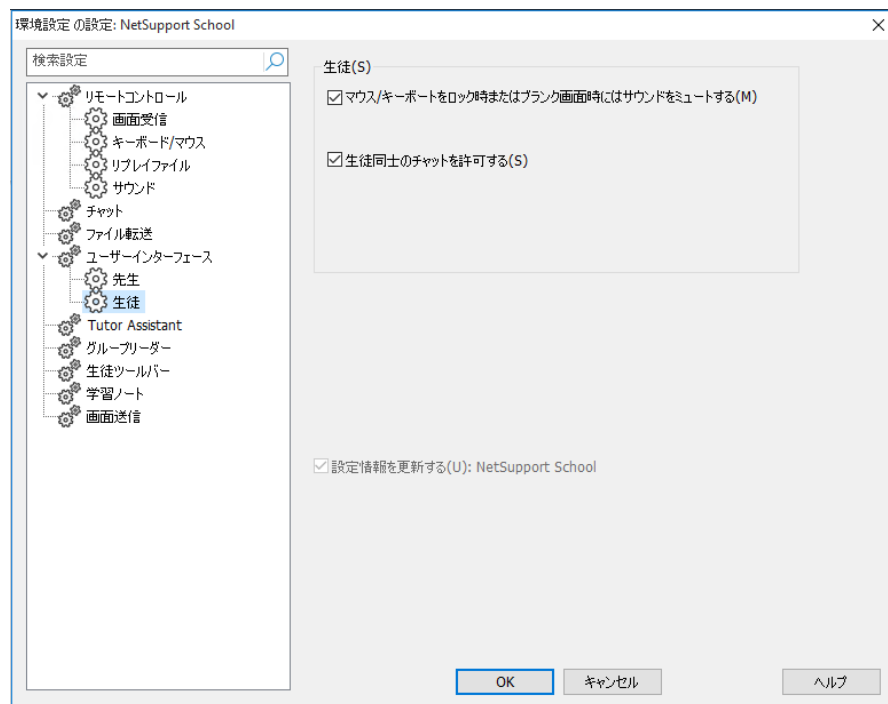 環境設定 の設定: NetSupport School
検索設定
リモートコントロール
画面受信
キーボード/マウス
リプレイファイル
サウンド
チャット
ファイル転送
ユーザーインターフェース
先生
生徒
Tutor Assistant
グループリーダー
生徒ツールバー
学習ノート
画面送信
生徒(S)
マウス/キーボートをロック時またはブランク画面時にはサウンドをミュートする(M)
生徒同士のチャットを許可する(S)
設定情報を更新する(U): NetSupport School
OK
キャンセル
ヘルプ